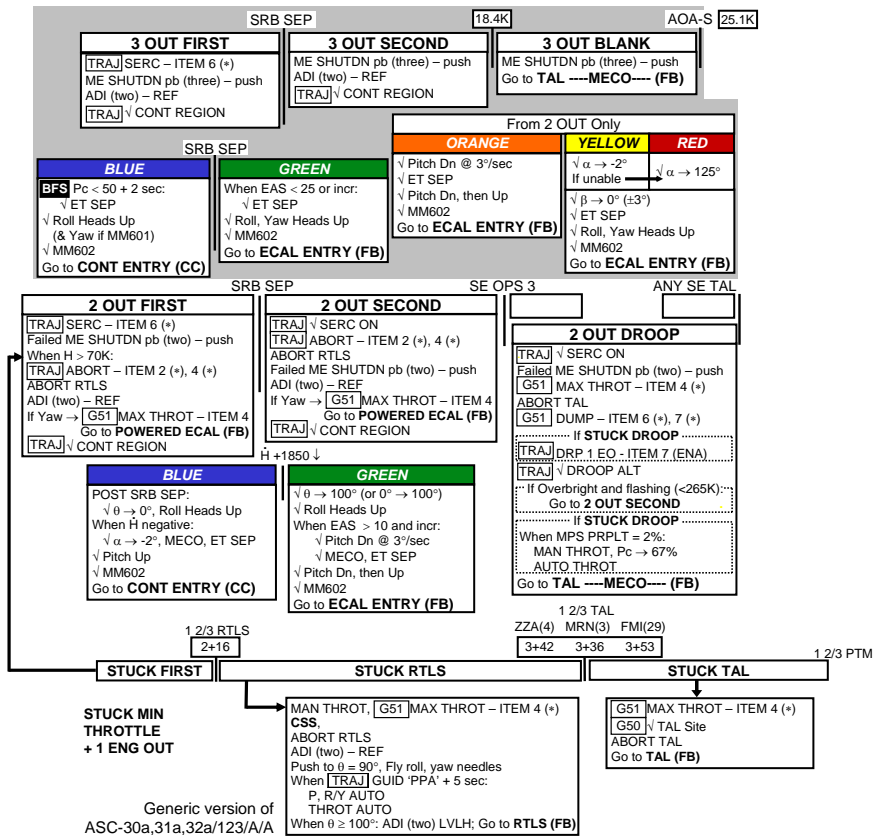 SRB SEP
18.4K
AOA-S 25.1K
3 OUT FIRST
TRAJ SERC – ITEM 6 (∗)
ME SHUTDN pb (three) – push
ADI (two) – REF
TRAJ √ CONT REGION
3 OUT SECOND
ME SHUTDN pb (three) – push
ADI (two) – REF
TRAJ √ CONT REGION
3 OUT BLANK
ME SHUTDN pb (three) – push
Go to TAL ----MECO---- (FB)
SRB SEP
BLUE
BFS Pc < 50 + 2 sec:
√ ET SEP
√ Roll Heads Up
(& Yaw if MM601)
√ MM602
Go to CONT ENTRY (CC)
GREEN
When EAS < 25 or incr:
√ ET SEP
√ Roll, Yaw Heads Up
√ MM602
Go to ECAL ENTRY (FB)
From 2 OUT Only
ORANGE
√ Pitch Dn @ 3°/sec
√ ET SEP
√ Pitch Dn, then Up
√ MM602
Go to ECAL ENTRY (FB)
YELLOW
√ α → -2°
If unable
RED
√ α → 125°
√ β → 0° (±3°)
√ ET SEP
√ Roll, Yaw Heads Up
√ MM602
Go to ECAL ENTRY (FB)
SRB SEP
SE OPS 3
ANY SE TAL
2 OUT FIRST
TRAJ SERC – ITEM 6 (∗)
Failed ME SHUTDN pb (two) – push
When H > 70K:
TRAJ ABORT – ITEM 2 (∗), 4 (∗)
ABORT RTLS
ADI (two) – REF
If Yaw → G51 MAX THROT – ITEM 4
Go to POWERED ECAL (FB)
TRAJ √ CONT REGION
2 OUT SECOND
TRAJ √ SERC ON
TRAJ ABORT – ITEM 2 (∗), 4 (∗)
ABORT RTLS
Failed ME SHUTDN pb (two) – push
ADI (two) – REF
If Yaw → G51 MAX THROT – ITEM 4
Go to POWERED ECAL (FB)
TRAJ √ CONT REGION
2 OUT DROOP
TRAJ √ SERC ON
Failed ME SHUTDN pb (two) – push
G51 MAX THROT – ITEM 4 (∗)
ABORT TAL
G51 DUMP – ITEM 6 (∗), 7 (∗)
If STUCK DROOP
TRAJ DRP 1 EO - ITEM 7 (ENA)
TRAJ √ DROOP ALT
If Overbright and flashing (<265K):
Go to 2 OUT SECOND
If STUCK DROOP
When MPS PRPLT = 2%:
MAN THROT, Pc → 67%
AUTO THROT
Go to TAL ----MECO---- (FB)
Ḣ +1850 ↓
BLUE
POST SRB SEP:
√ θ → 0°, Roll Heads Up
When Ḣ negative:
√ α → -2°, MECO, ET SEP
√ Pitch Up
√ MM602
Go to CONT ENTRY (CC)
GREEN
√ θ → 100° (or 0° → 100°)
√ Roll Heads Up
When EAS > 10 and incr:
√ Pitch Dn @ 3°/sec
√ MECO, ET SEP
√ Pitch Dn, then Up
√ MM602
Go to ECAL ENTRY (FB)
1 2/3 RTLS
2+16
1 2/3 TAL
ZZA(4) MRN(3) FMI(29)
3+42 3+36 3+53
1 2/3 PTM
STUCK FIRST
STUCK RTLS
STUCK TAL
STUCK MIN
THROTTLE
+ 1 ENG OUT
MAN THROT, G51 MAX THROT – ITEM 4 (∗)
CSS,
ABORT RTLS
ADI (two) – REF
Push to θ = 90°, Fly roll, yaw needles
When TRAJ GUID 'PPA' + 5 sec:
P, R/Y AUTO
THROT AUTO
When θ ≥ 100°: ADI (two) LVLH; Go to RTLS (FB)
G51 MAX THROT – ITEM 4 (∗)
G50 √ TAL Site
ABORT TAL
Go to TAL (FB)
Generic version of
ASC-30a,31a,32a/123/A/A